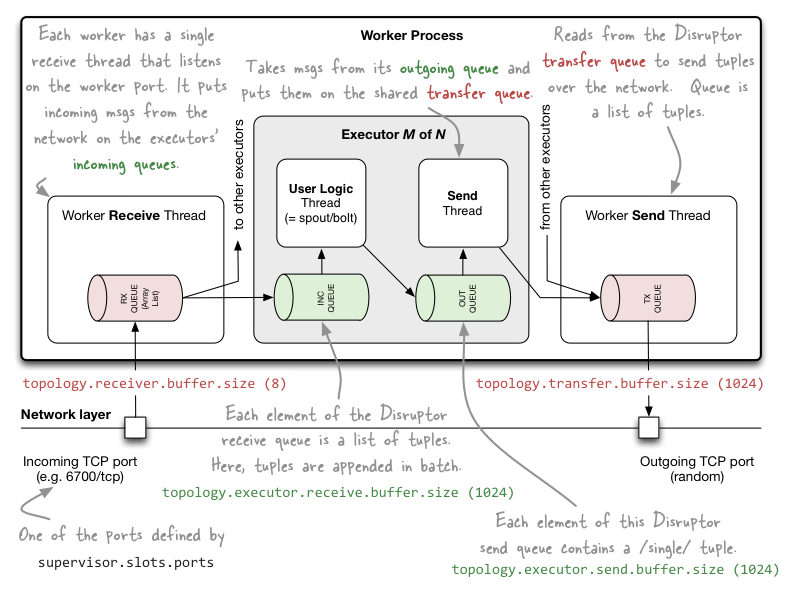 Worker Process
Each worker has a single
receive thread that listens
on the worker port. It puts
incoming msgs from the
network on the executors'
incoming queues.
Takes msgs from its outgoing queue and
puts them on the shared transfer queue.
Reads from the Disruptor
transfer queue to send tuples
over the network. Queue is
a list of tuples.
to other executors
Executor M of N
from other executors
Worker Receive Thread
User Logic
Thread
(= spout/bolt)
Send
Thread
Worker Send Thread
RX
QUEUE
(Array
List)
INC
QUEUE
OUT
QUEUE
TX
QUEUE
topology.receiver.buffer.size (8)
topology.transfer.buffer.size (1024)
Network layer
Each element of the Disruptor
receive queue is a list of tuples.
Here, tuples are appended in batch.
topology.executor.receive.buffer.size (1024)
Incoming TCP port
(e.g. 6700/tcp)
Outgoing TCP port
(random)
One of the ports defined by
supervisor.slots.ports
Each element of this Disruptor
send queue contains a /single/ tuple.
topology.executor.send.buffer.size (1024)